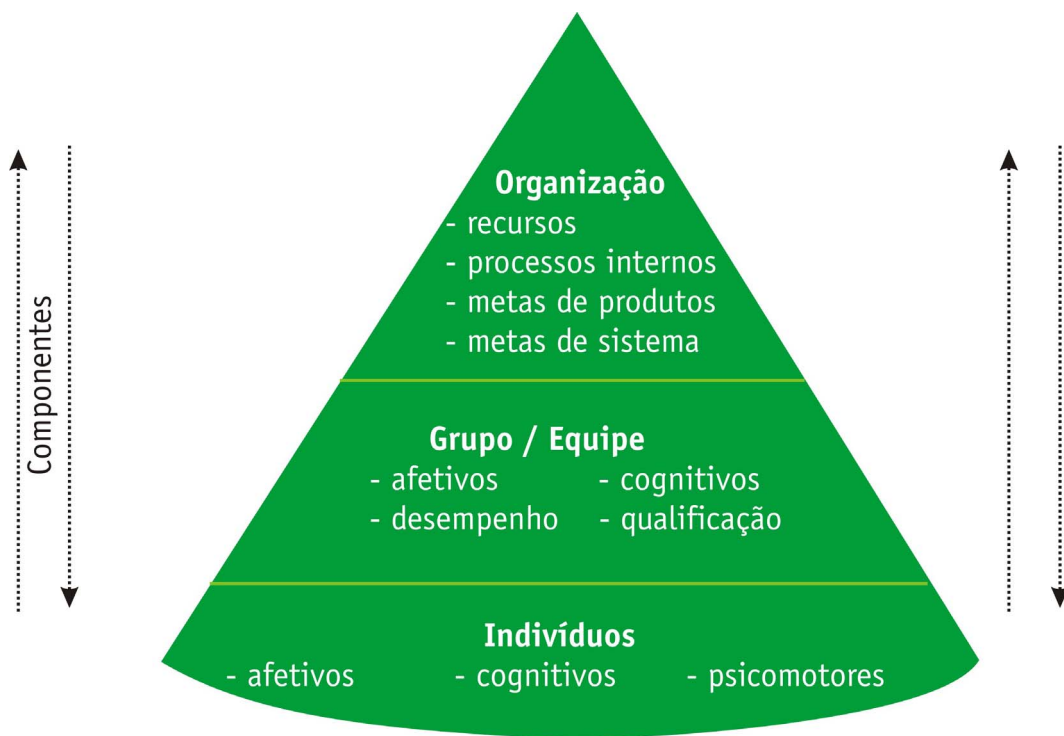 Componentes
Organização
- recursos
- processos internos
- metas de produtos
- metas de sistema
Grupo / Equipe
- afetivos - cognitivos
- desempenho - qualificação
Indivíduos
- afetivos - cognitivos - psicomotores